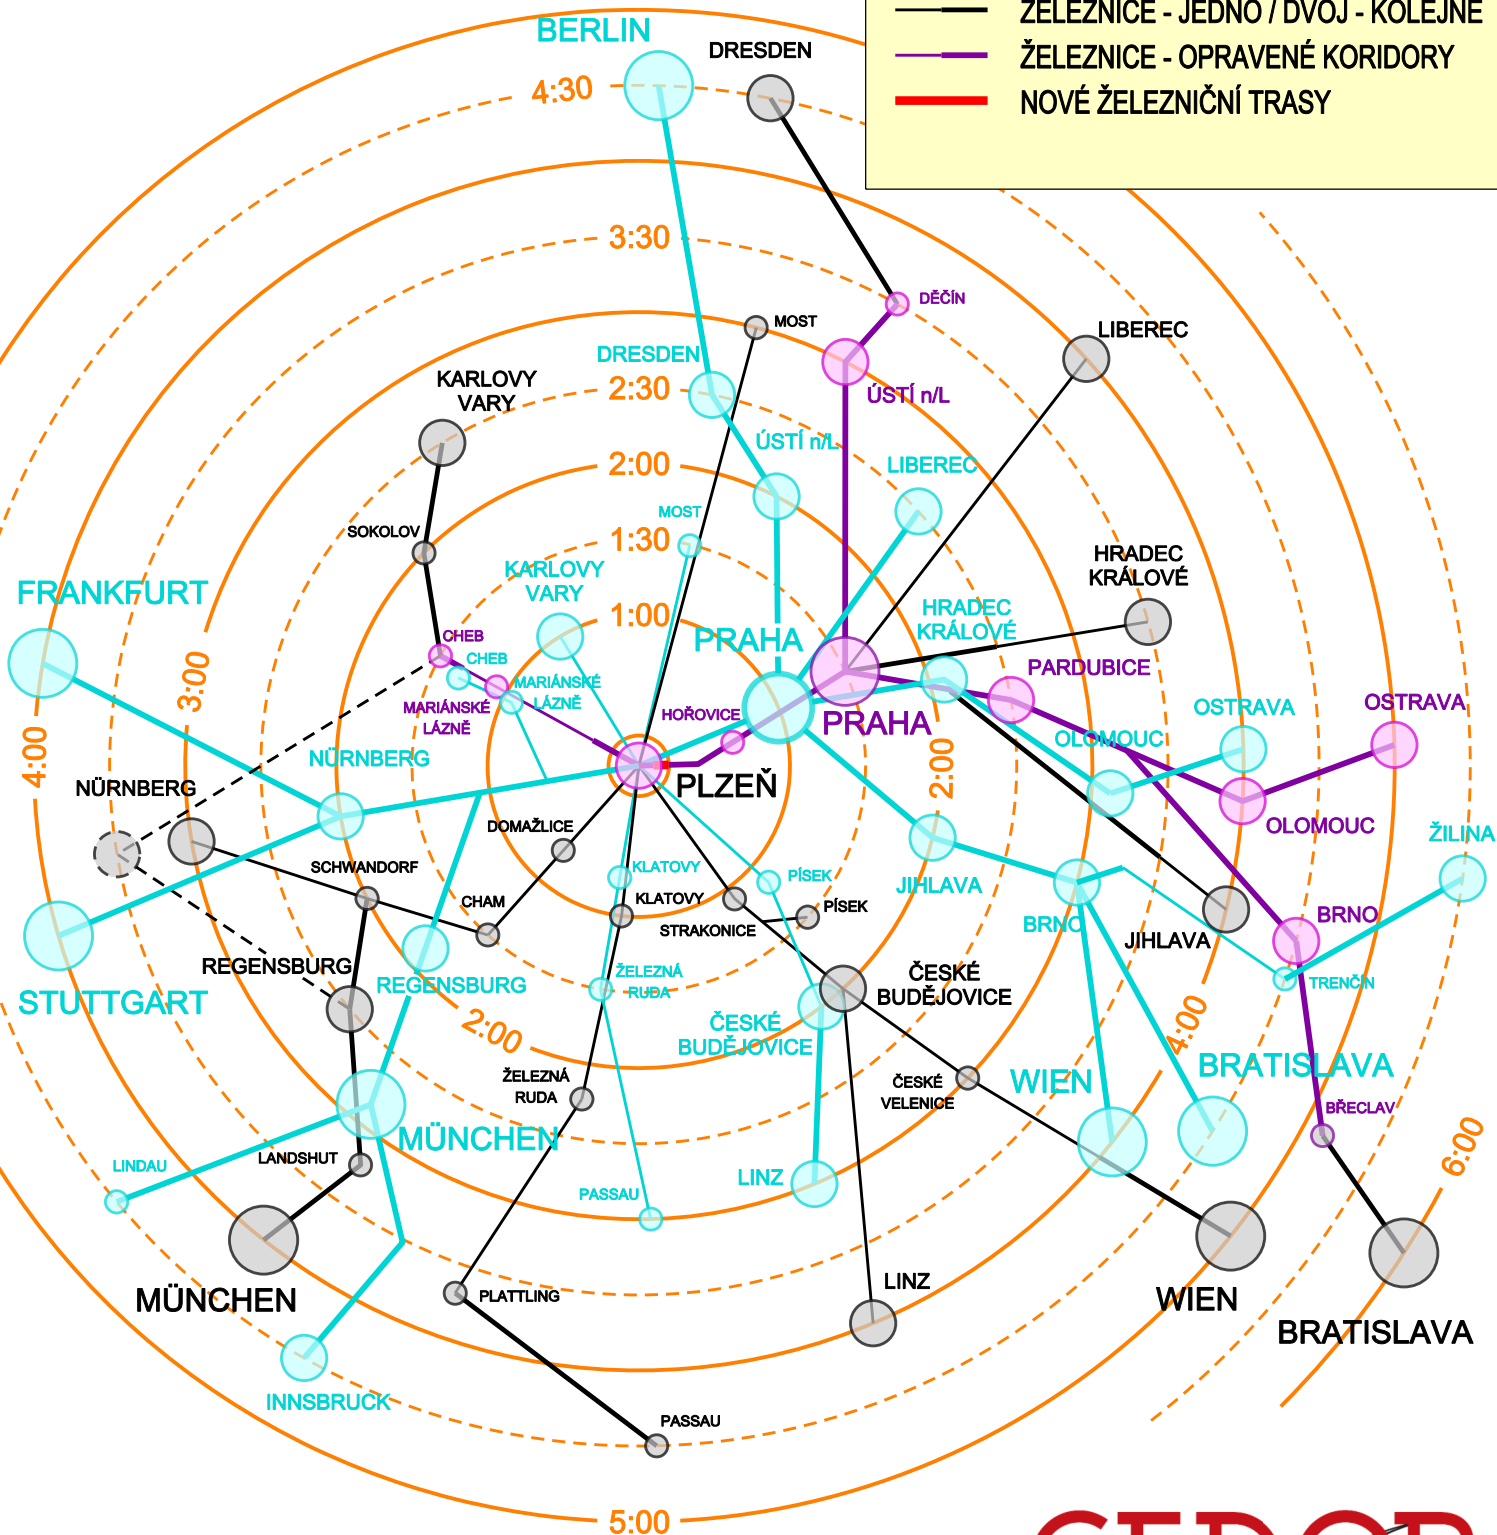 ŽELEZNICE - JEDNO / DVOJ - KOLEJNÉ
ŽELEZNICE - OPRAVENÉ KORIDORY
NOVÉ ŽELEZNIČNÍ TRASY
BERLIN
DRESDEN
4:30
3:30
DĚČÍN
MOST
LIBEREC
DRESDEN
KARLOVY
VARY
2:30
ÚSTÍ n/L
ÚSTÍ n/L
2:00
LIBEREC
MOST
SOKOLOV
1:30
HRADEC
KRÁLOVÉ
KARLOVY
VARY
FRANKFURT
1:00
HRADEC
KRÁLOVÉ
PRAHA
CHEB
CHEB
3:00
PARDUBICE
MARIÁNSKÉ
LÁZNĚ
MARIÁNSKÉ
LÁZNĚ
HOŘOVICE
PRAHA
OSTRAVA
OSTRAVA
OLOMOUC
4:00
NÜRNBERG
2:00
PLZEŇ
NÜRNBERG
DOMAŽLICE
OLOMOUC
ŽILINA
SCHWANDORF
KLATOVY
PÍSEK
JIHLAVA
CHAM
KLATOVY
PÍSEK
STRAKONICE
BRNO
BRNO
JIHLAVA
REGENSBURG
REGENSBURG
ŽELEZNÁ
RUDA
ČESKÉ
BUDĚJOVICE
TRENČÍN
STUTTGART
2:00
ČESKÉ
BUDĚJOVICE
4:00
ŽELEZNÁ
RUDA
ČESKÉ
VELENICE
WIEN
BRATISLAVA
BŘECLAV
MÜNCHEN
6:00
LANDSHUT
LINDAU
PASSAU
LINZ
LINZ
MÜNCHEN
PLATTLING
WIEN
BRATISLAVA
INNSBRUCK
PASSAU
5:00